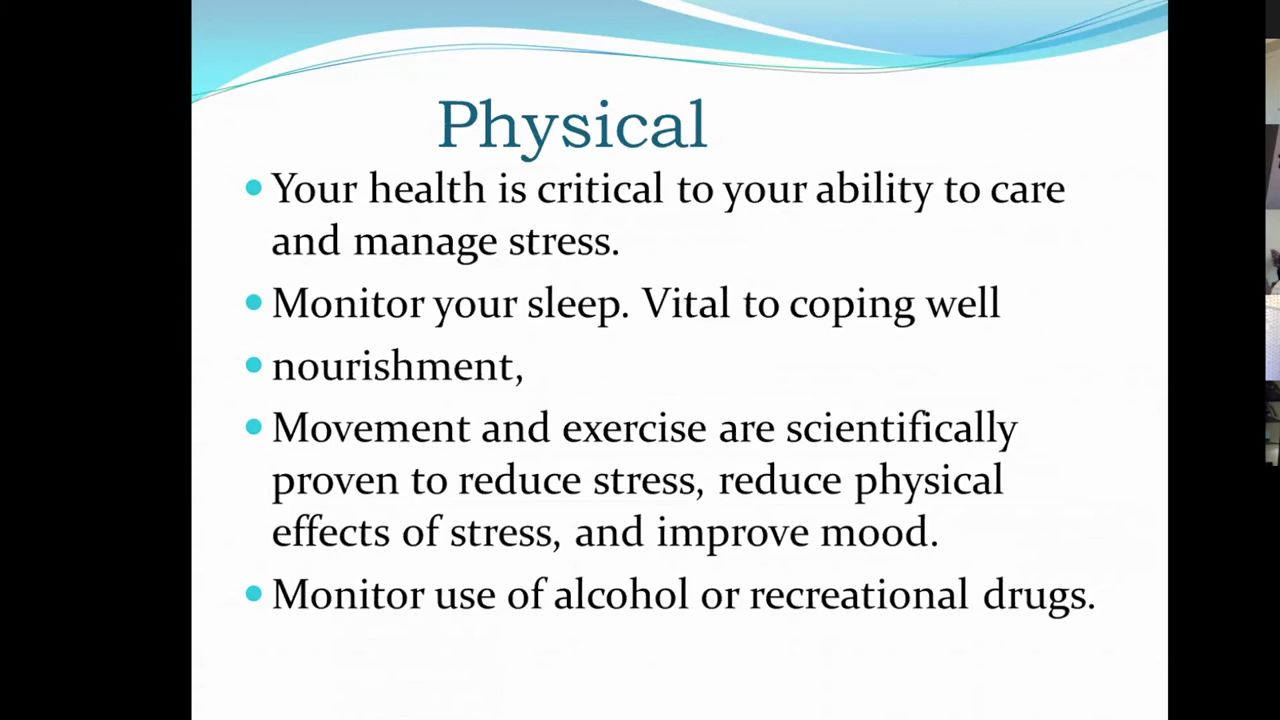 Physical
• Your health is critical to your ability to care
and manage stress.
• Monitor your sleep. Vital to coping well
• nourishment,
• Movement and exercise are scientifically
proven to reduce stress, reduce physical
effects of stress, and improve mood.
• Monitor use of alcohol or recreational drugs.